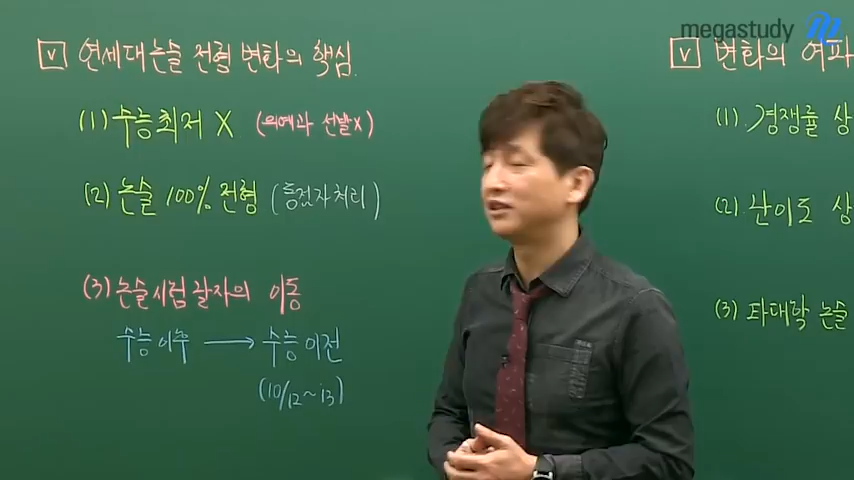 megastudy
V 연세대 논술 전형 변화의 핵심.
(1) 수능최저 X (의예과 선발X)
(2) 논술 100% 전형 (동점자처리)
(3) 논술시험 날자의 이동
수능 이후 → 수능 이전
(10/12~13)
V 변화의 여파
(1) 경쟁률 상
(2) 난이도 상
(3) 타대학 논술